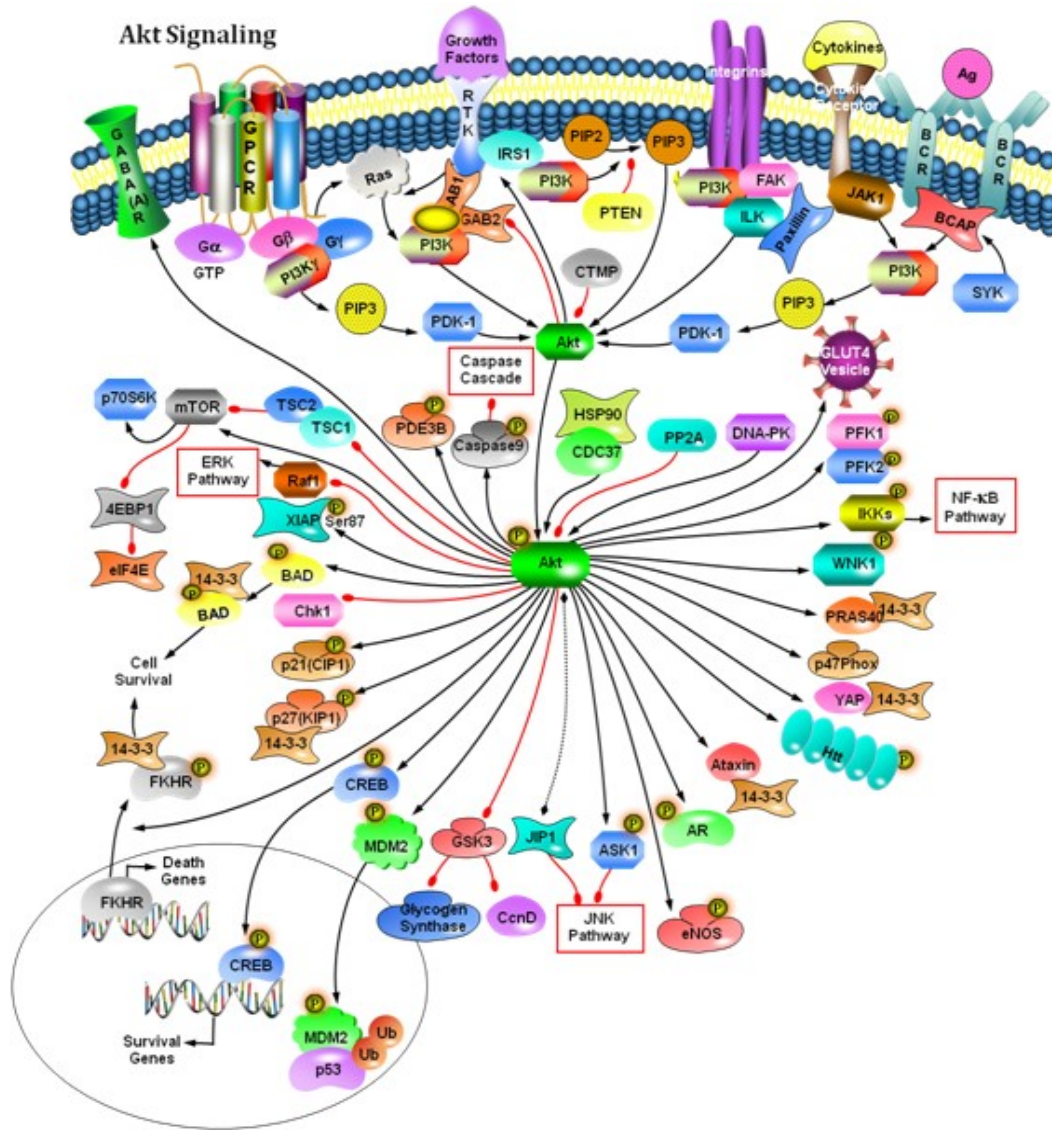 Akt Signaling
Growth
Factors
Integrins
Cytokines
Cytokine
Receptor
Ag
GABA(A)R
GPCR
RTK
IRS1
PIP2
PIP3
BCR
BCR
Ras
GAB1
GAB2
PI3K
PTEN
PI3K
FAK
ILK
Paxillin
JAK1
BCAP
Gα
GTP
Gβ
Gγ
PI3Kγ
PI3K
CTMP
PI3K
SYK
PIP3
PDK-1
Akt
PDK-1
PIP3
GLUT4
Vesicle
Caspase
Cascade
p70S6K
mTOR
TSC2
TSC1
P
PDE3B
P
Caspase9
HSP90
CDC37
PP2A
DNA-PK
PFK1
P
PFK2
P
ERK
Pathway
Raf1
4EBP1
XIAP
P
Ser87
IKKs
P
NF-κB
Pathway
eIF4E
P
BAD
P
Akt
WNK1
P
14-3-3
P
BAD
Chk1
PRAS40
14-3-3
p21(CIP1)
P
p47Phox
Cell
Survival
p27(KIP1)
P
14-3-3
YAP
14-3-3
14-3-3
FKHR
P
P
CREB
Htt
P
Ataxin
14-3-3
P
MDM2
GSK3
JIP1
P
ASK1
P
AR
Death
Genes
FKHR
Glycogen
Synthase
CcnD
JNK
Pathway
P
eNOS
P
CREB
Survival
Genes
P
MDM2
Ub
Ub
p53